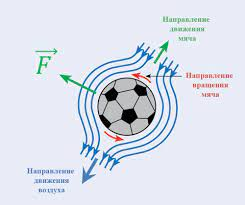 Направление
движения
мяча
F
Направление
вращения
мяча
Направление
движения
воздуха